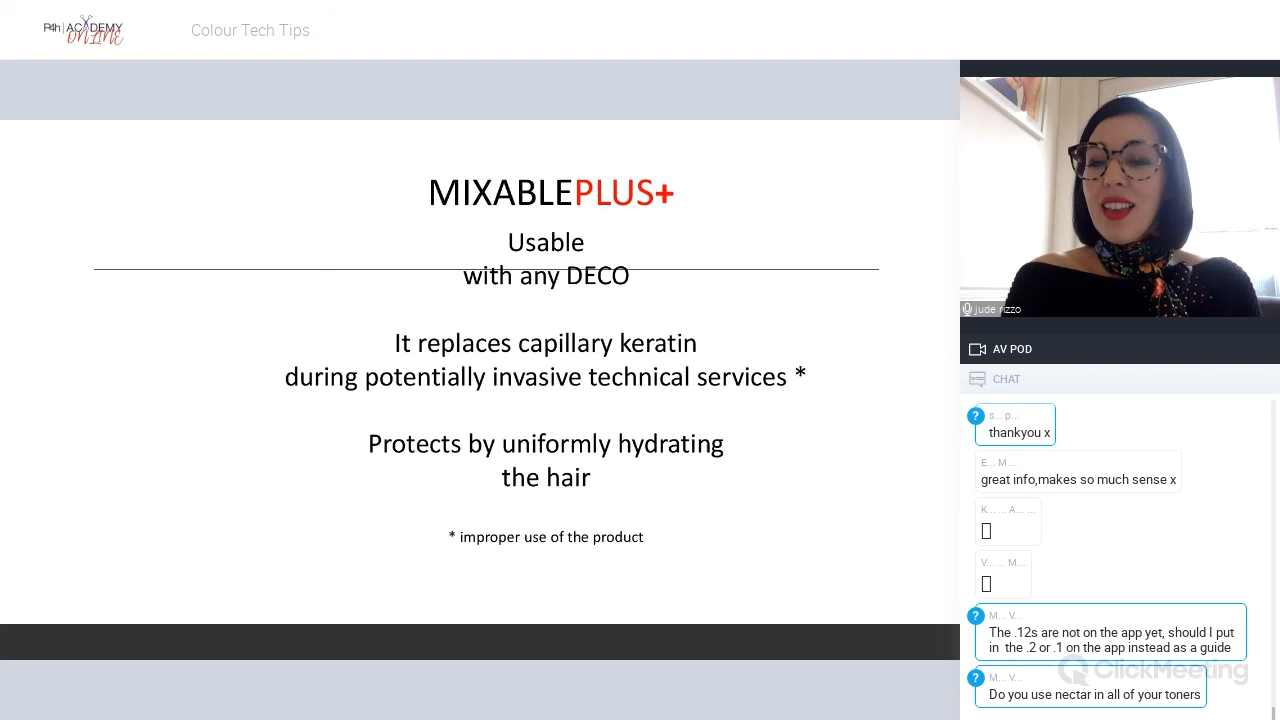 P4h | ACADEMY
ONLINE
Colour Tech Tips
MIXABLEPLUS+
Usable
with any DECO
It replaces capillary keratin
during potentially invasive technical services *
Protects by uniformly hydrating
the hair
* improper use of the product
jude rizzo
AV POD
CHAT
? s... p...
thankyou x
E... M...
great info,makes so much sense x
K... ... A... ...
V... ... M...
? M... V...
The .12s are not on the app yet, should I put
in the .2 or .1 on the app instead as a guide
ClickMeeting
? M... V...
Do you use nectar in all of your toners